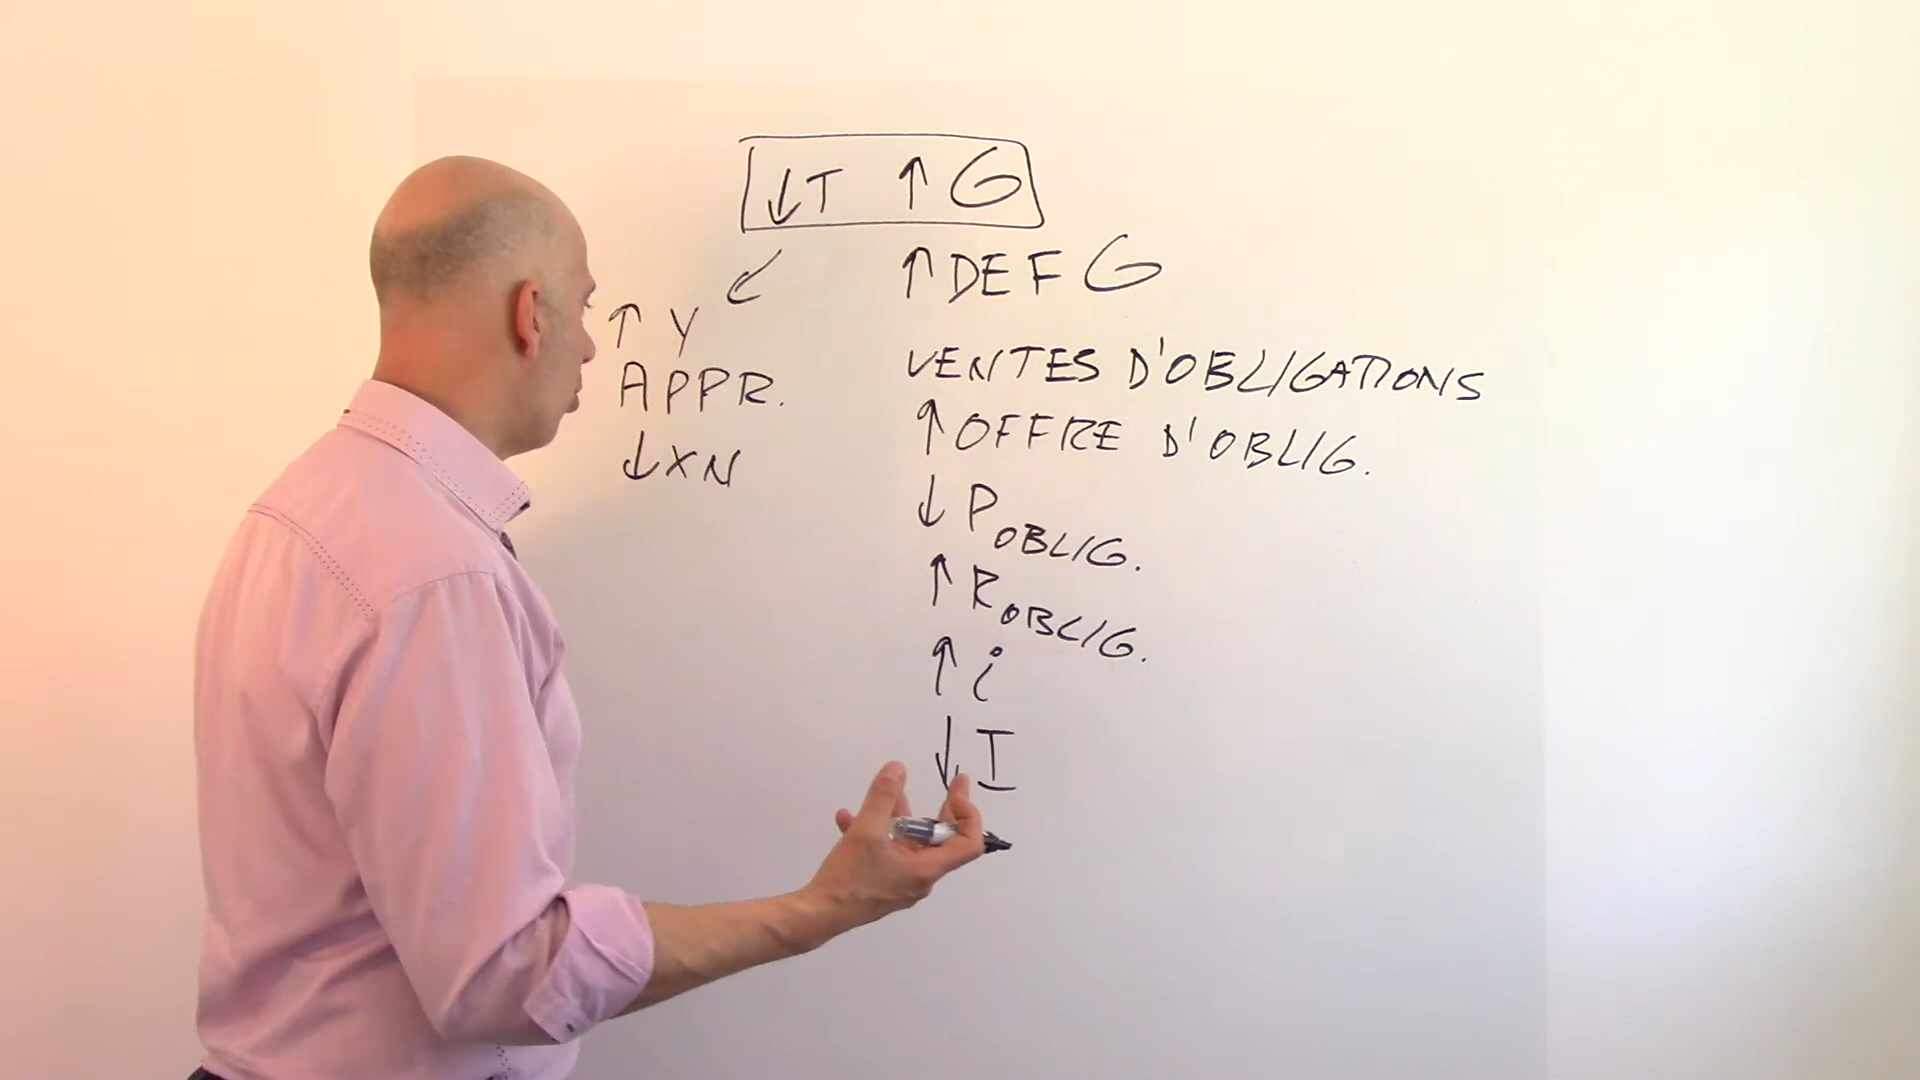 ↓T ↑G
↑Y
APPR.
↓XN
↑DEF G
VENTES D'OBLIGATIONS
↑OFFRE D'OBLIG.
↓P OBLIG.
↑R OBLIG.
↑i
↓I